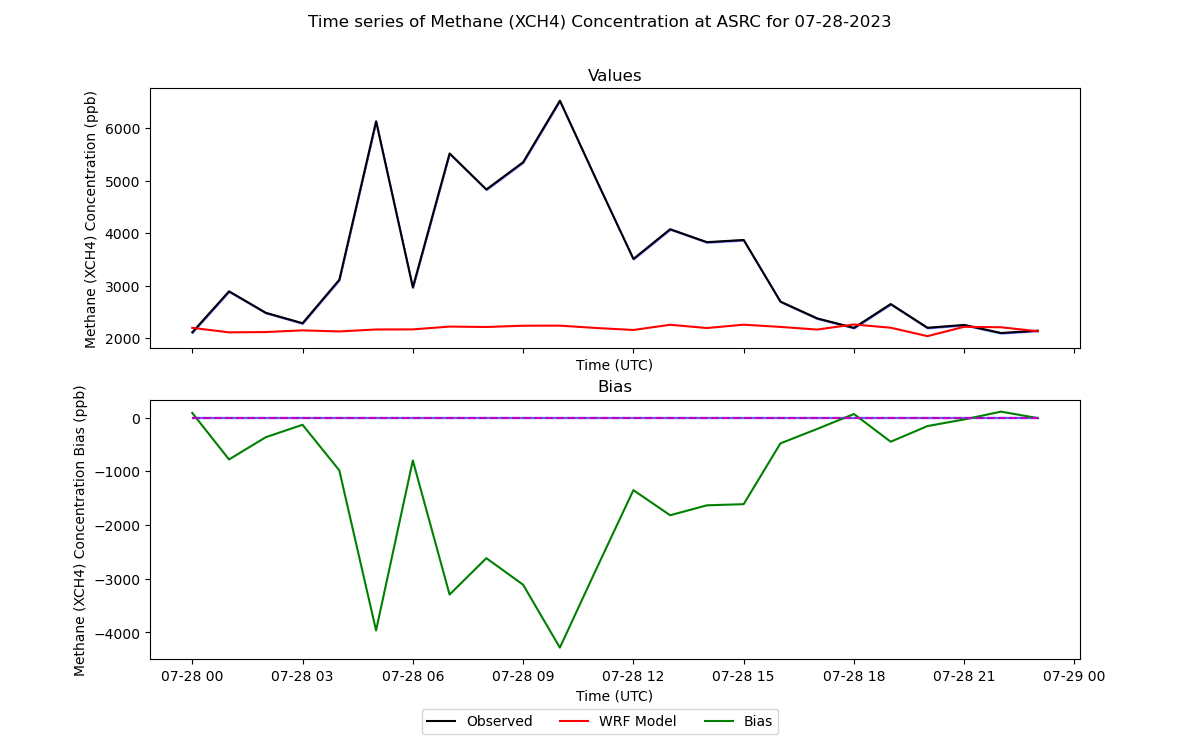 Time series of Methane (XCH4) Concentration at ASRC for 07-28-2023
Values
Methane (XCH4) Concentration (ppb)
6000
5000
4000
3000
2000
Time (UTC)
Bias
Methane (XCH4) Concentration Bias (ppb)
0
−1000
−2000
−3000
−4000
07-28 00 07-28 03 07-28 06 07-28 09 07-28 12 07-28 15 07-28 18 07-28 21 07-29 00
Time (UTC)
Observed WRF Model Bias